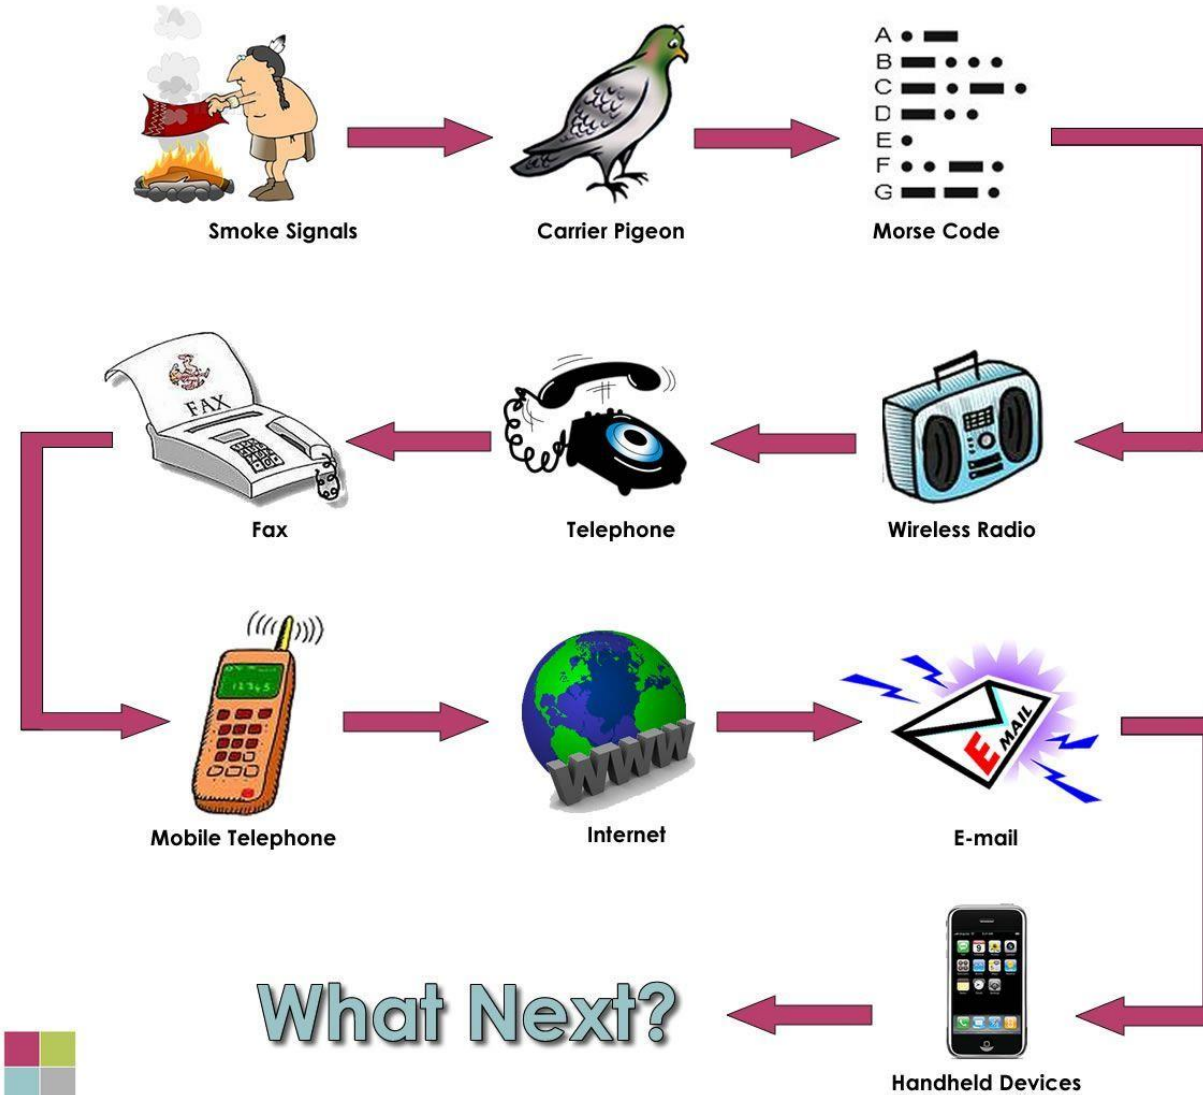 A
B
C
D
E
F
G
Smoke Signals
Carrier Pigeon
Morse Code
FAX
Fax
Telephone
Wireless Radio
12345
WWW
E MAIL
Mobile Telephone
Internet
E-mail
What Next?
Handheld Devices